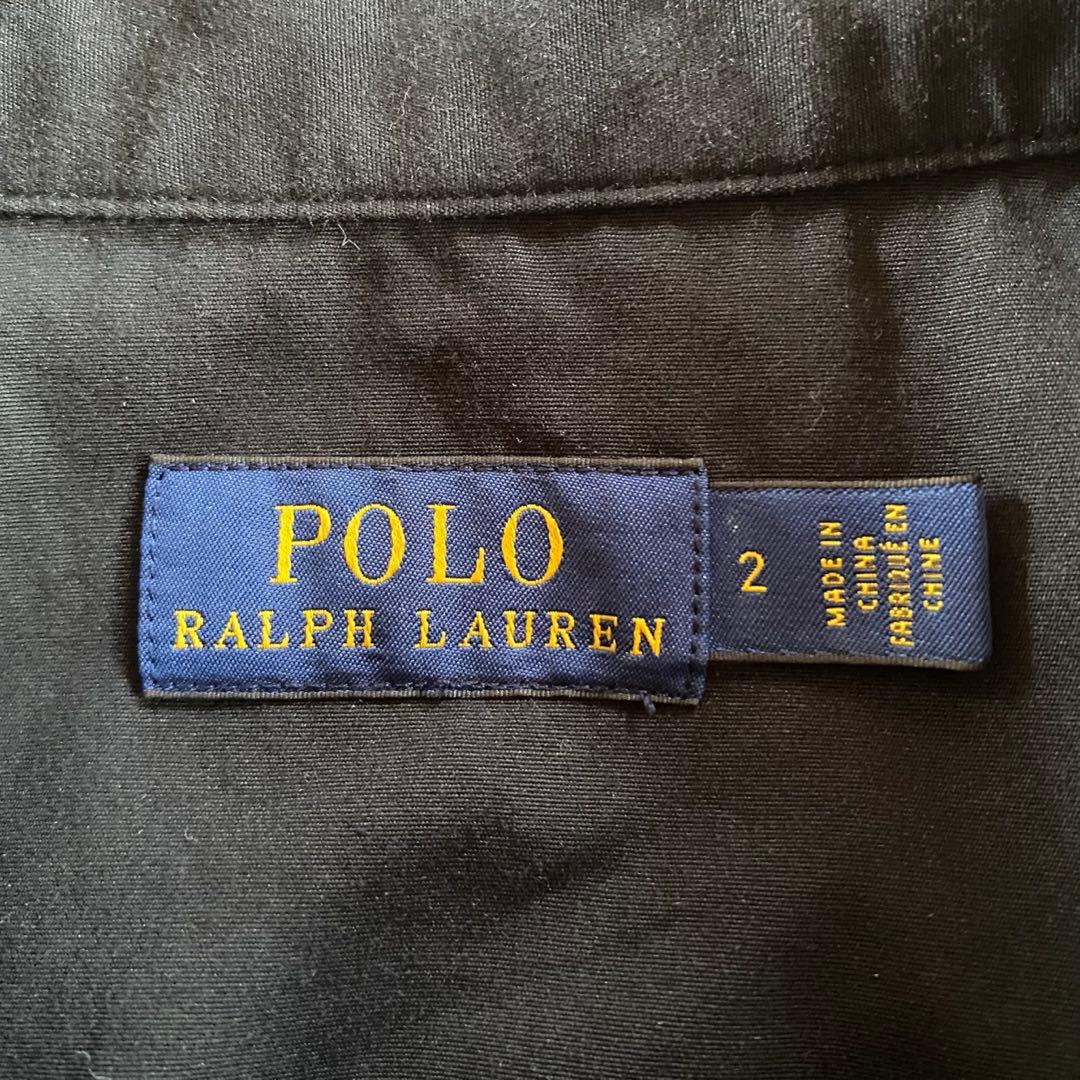 POLO
RALPH LAUREN
2
MADE IN
CHINA
FABRIQUÉ EN
CHINE